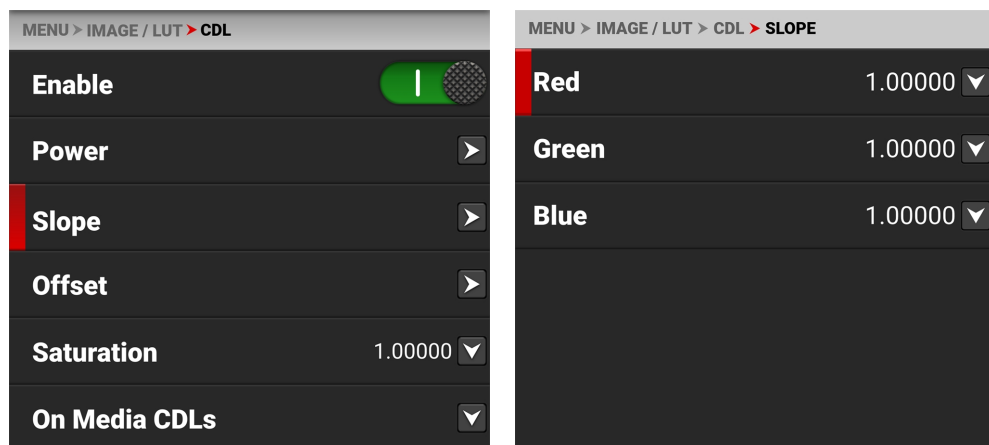 MENU > IMAGE / LUT > CDL
Enable
Power
Slope
Offset
Saturation 1.00000
On Media CDLs
MENU > IMAGE / LUT > CDL > SLOPE
Red 1.00000
Green 1.00000
Blue 1.00000